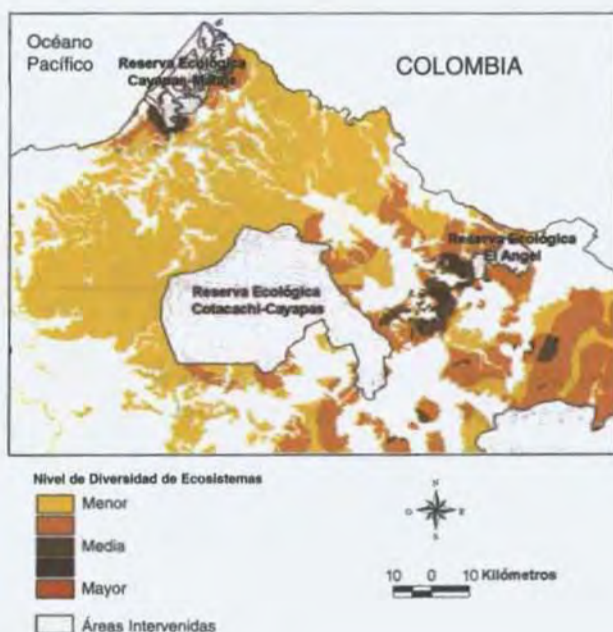 Océano
Pacífico
Reserva Ecológica
Cayapas-Mataje
COLOMBIA
Reserva Ecológica
El Angel
Reserva Ecológica
Cotacachi-Cayapas
Nivel de Diversidad de Ecosistemas
Menor
Media
Mayor
Áreas Intervenidas
N
O
E
S
10 0 10 Kilómetros